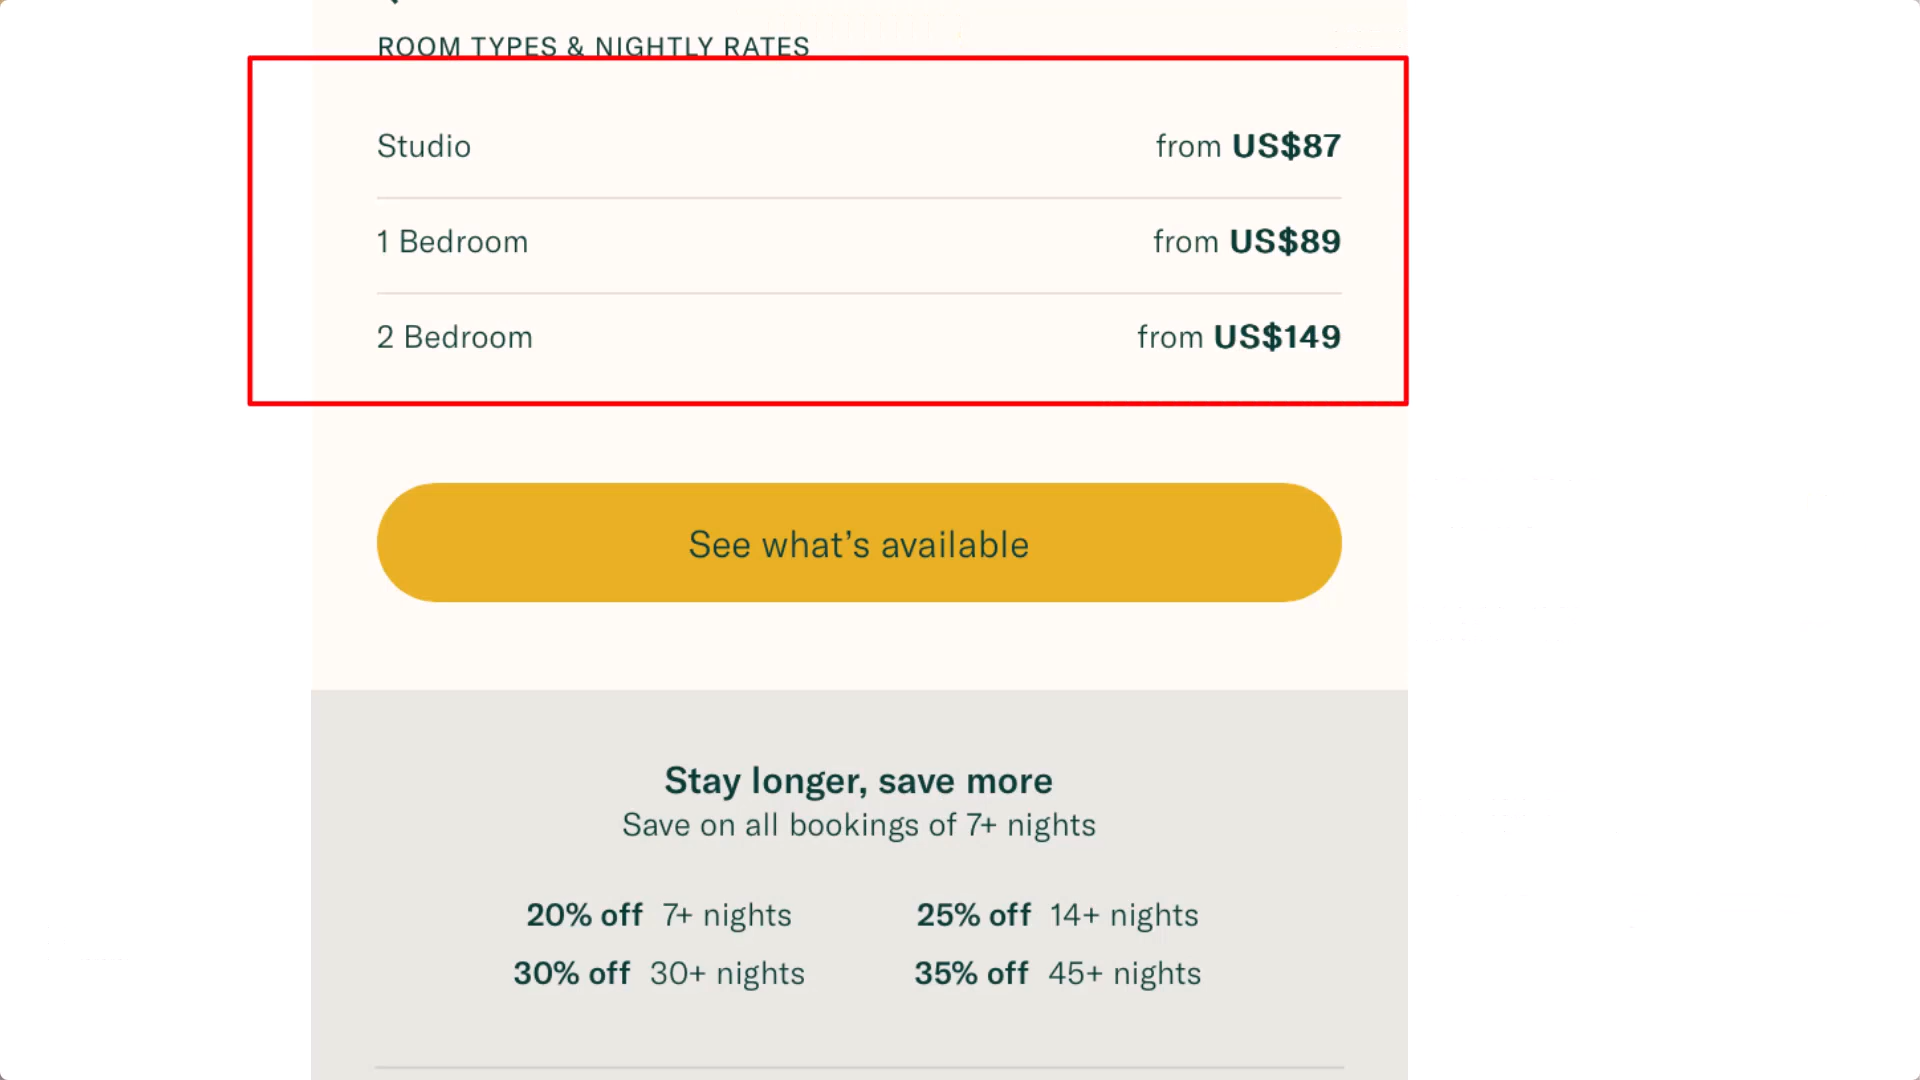 ROOM TYPES & NIGHTLY RATES
Studio from US$87
1 Bedroom from US$89
2 Bedroom from US$149
See what’s available
Stay longer, save more
Save on all bookings of 7+ nights
20% off 7+ nights 25% off 14+ nights
30% off 30+ nights 35% off 45+ nights